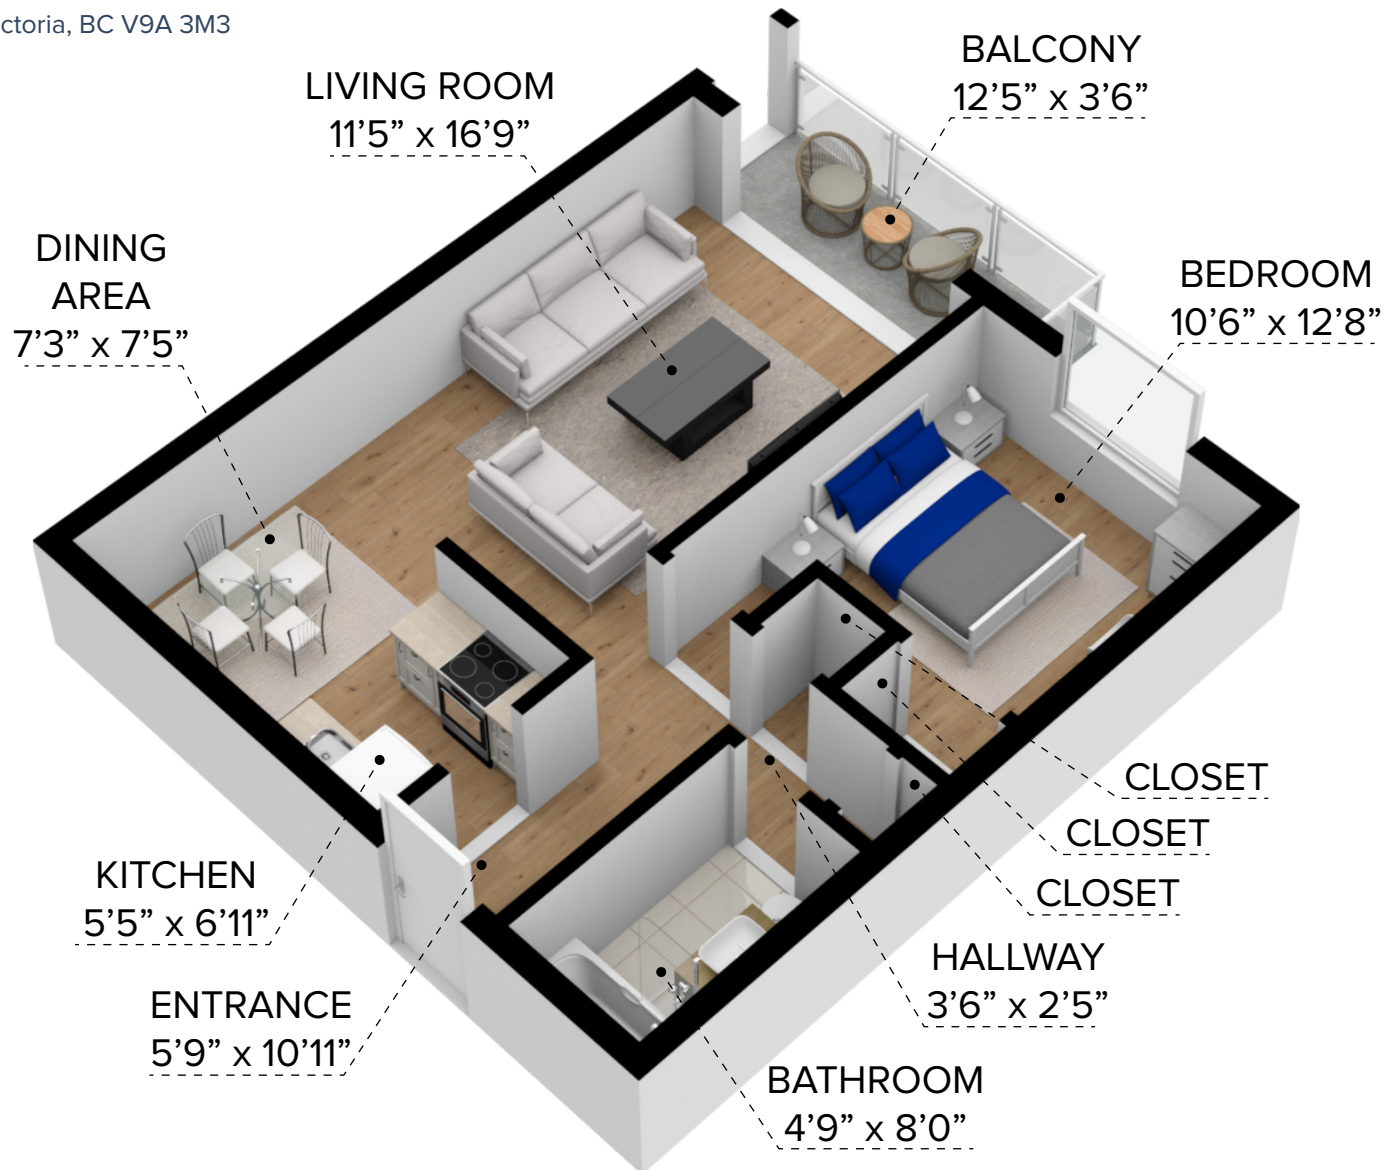 ctoria, BC V9A 3M3
LIVING ROOM
11’5” x 16’9”
BALCONY
12’5” x 3’6”
DINING
AREA
7’3” x 7’5”
BEDROOM
10’6” x 12’8”
KITCHEN
5’5” x 6’11”
ENTRANCE
5’9” x 10’11”
CLOSET
CLOSET
CLOSET
HALLWAY
3’6” x 2’5”
BATHROOM
4’9” x 8’0”